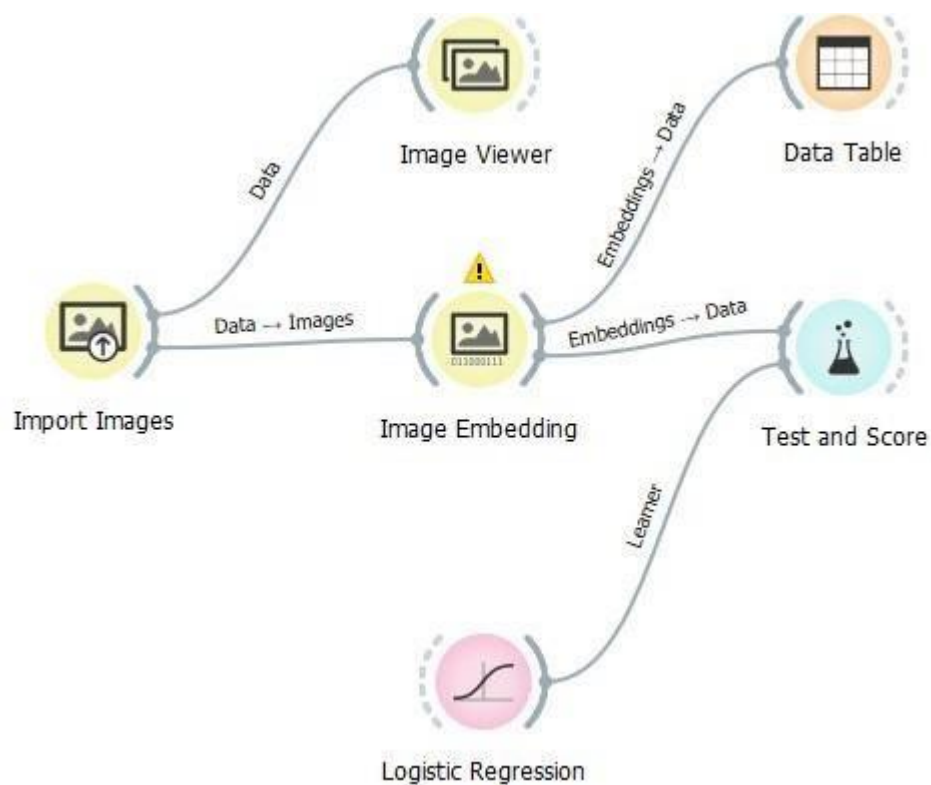 Image Viewer
Data Table
Data
Embeddings → Data
Data → Images
011000111
Embeddings → Data
Import Images
Image Embedding
Test and Score
Learner
Logistic Regression